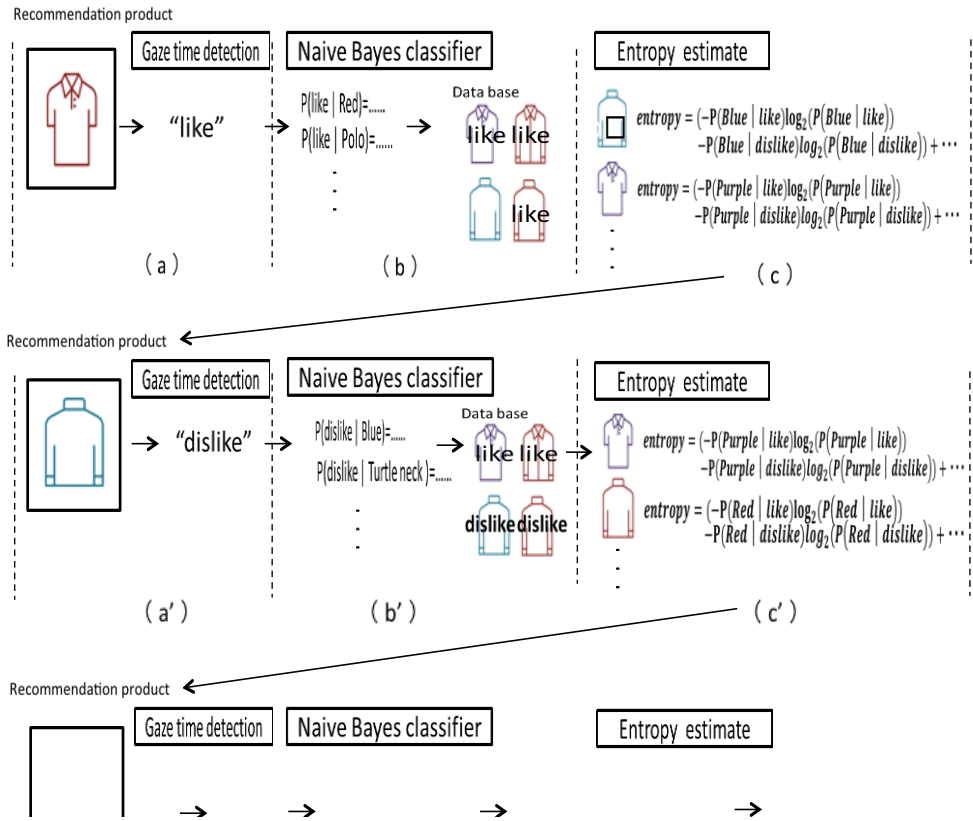 Recommendation product
Gaze time detection
Naive Bayes classifier
Entropy estimate
"like"
P(like | Red)=......
P(like | Polo)=......
Data base
like like
like
entropy = (−P(Blue | like)log₂(P(Blue | like))
−P(Blue | dislike)log₂(P(Blue | dislike)) + ⋯
entropy = (−P(Purple | like)log₂(P(Purple | like))
−P(Purple | dislike)log₂(P(Purple | dislike)) + ⋯
( a )
( b )
( c )
Recommendation product
Gaze time detection
Naive Bayes classifier
Entropy estimate
"dislike"
P(dislike | Blue)=......
P(dislike | Turtle neck )=......
Data base
like like
dislike dislike
entropy = (−P(Purple | like)log₂(P(Purple | like))
−P(Purple | dislike)log₂(P(Purple | dislike)) + ⋯
entropy = (−P(Red | like)log₂(P(Red | like))
−P(Red | dislike)log₂(P(Red | dislike)) + ⋯
( a′ )
( b′ )
( c′ )
Recommendation product
Gaze time detection
Naive Bayes classifier
Entropy estimate